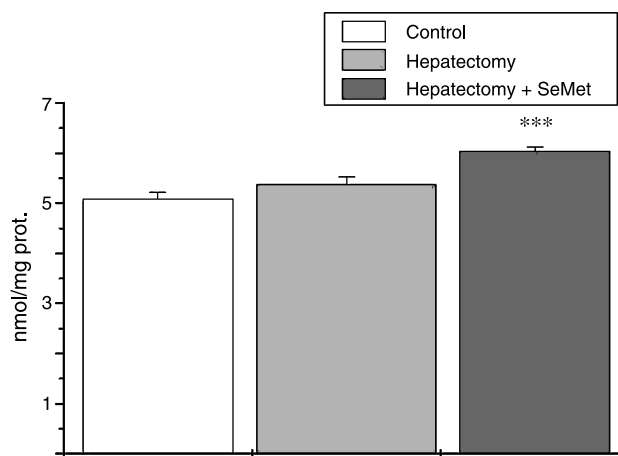 Control
Hepatectomy
Hepatectomy + SeMet
***
7
5
3
1
nmol/mg prot.